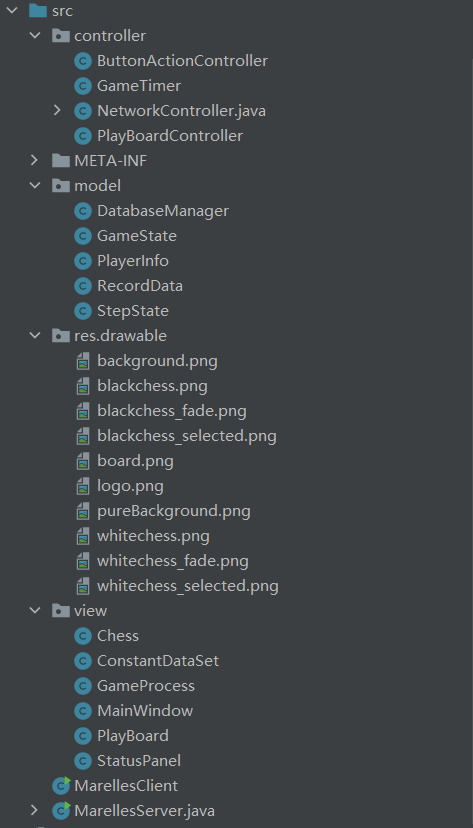 src
controller
ButtonActionController
GameTimer
NetworkController.java
PlayBoardController
META-INF
model
DatabaseManager
GameState
PlayerInfo
RecordData
StepState
res.drawable
background.png
blackchess.png
blackchess_fade.png
blackchess_selected.png
board.png
logo.png
pureBackground.png
whitechess.png
whitechess_fade.png
whitechess_selected.png
view
Chess
ConstantDataSet
GameProcess
MainWindow
PlayBoard
StatusPanel
MarellesClient
MarellesServer.java